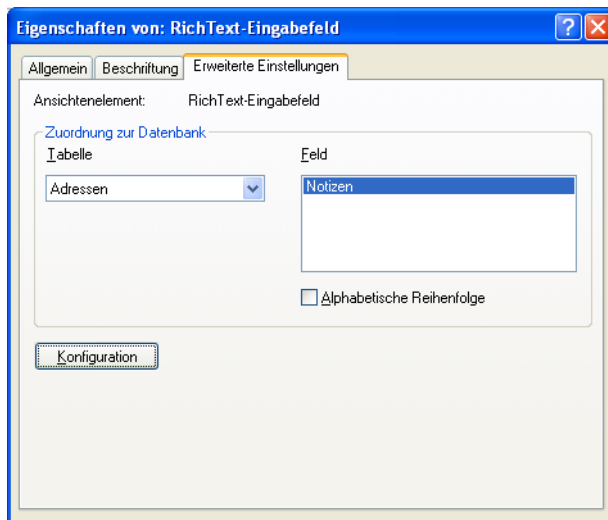 Eigenschaften von: RichText-Eingabefeld
Allgemein Beschriftung Erweiterte Einstellungen
Ansichtenelement: RichText-Eingabefeld
Zuordnung zur Datenbank
Tabelle Feld
Adressen Notizen
Alphabetische Reihenfolge
Konfiguration